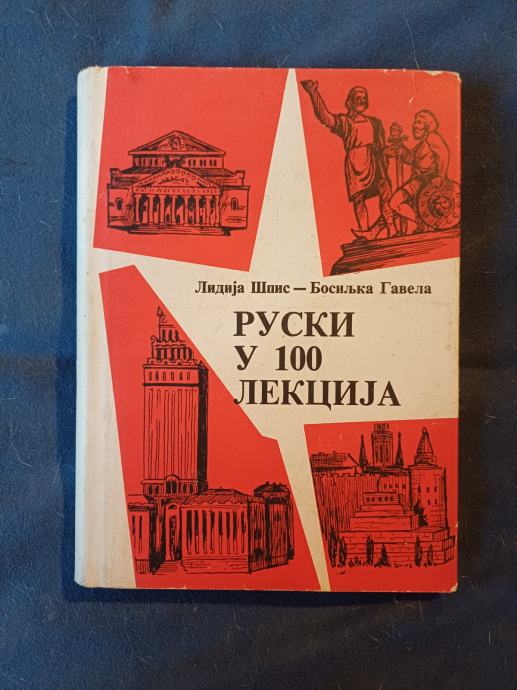 Лидија Шпис — Босиљка Гавела
РУСКИ
У 100
ЛЕКЦИЈА